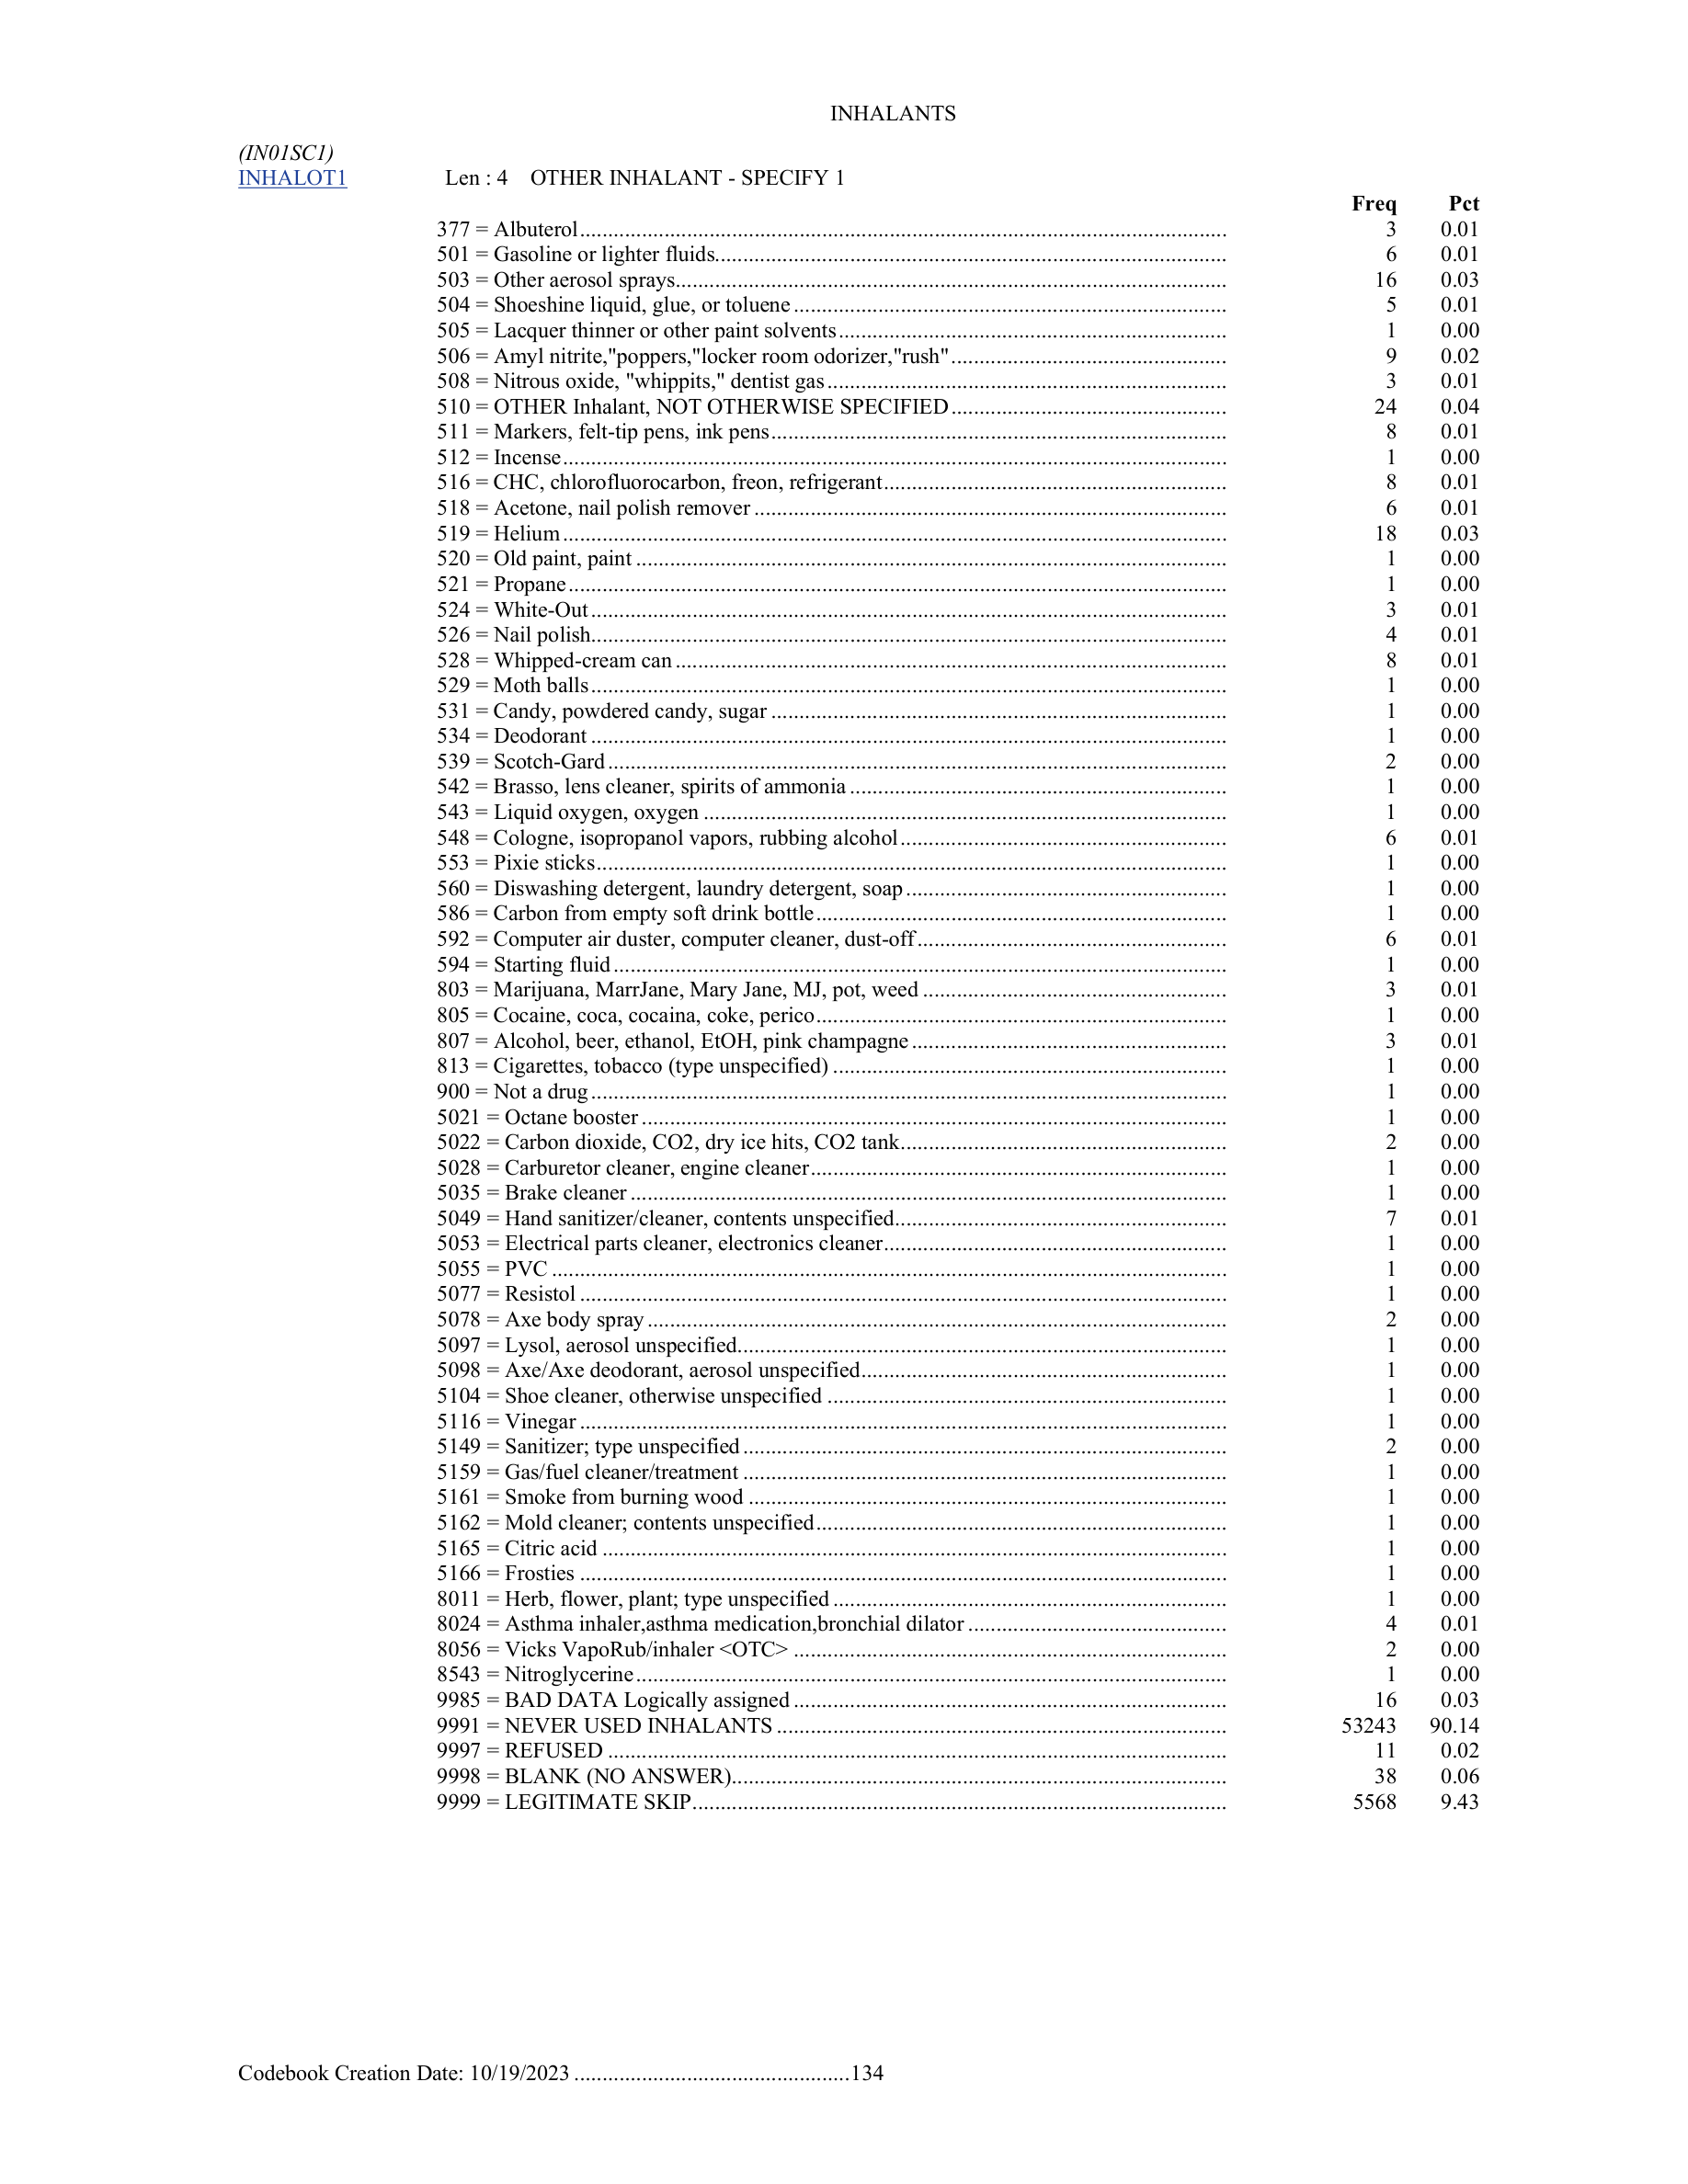 INHALANTS
(IN01SC1)
INHALOT1 Len : 4 OTHER INHALANT - SPECIFY 1
Freq Pct
377 = Albuterol 3 0.01
501 = Gasoline or lighter fluids 6 0.01
503 = Other aerosol sprays 16 0.03
504 = Shoeshine liquid, glue, or toluene 5 0.01
505 = Lacquer thinner or other paint solvents 1 0.00
506 = Amyl nitrite,"poppers,"locker room odorizer,"rush" 9 0.02
508 = Nitrous oxide, "whippits," dentist gas 3 0.01
510 = OTHER Inhalant, NOT OTHERWISE SPECIFIED 24 0.04
511 = Markers, felt-tip pens, ink pens 8 0.01
512 = Incense 1 0.00
516 = CHC, chlorofluorocarbon, freon, refrigerant 8 0.01
518 = Acetone, nail polish remover 6 0.01
519 = Helium 18 0.03
520 = Old paint, paint 1 0.00
521 = Propane 1 0.00
524 = White-Out 3 0.01
526 = Nail polish 4 0.01
528 = Whipped-cream can 8 0.01
529 = Moth balls 1 0.00
531 = Candy, powdered candy, sugar 1 0.00
534 = Deodorant 1 0.00
539 = Scotch-Gard 2 0.00
542 = Brasso, lens cleaner, spirits of ammonia 1 0.00
543 = Liquid oxygen, oxygen 1 0.00
548 = Cologne, isopropanol vapors, rubbing alcohol 6 0.01
553 = Pixie sticks 1 0.00
560 = Diswashing detergent, laundry detergent, soap 1 0.00
586 = Carbon from empty soft drink bottle 1 0.00
592 = Computer air duster, computer cleaner, dust-off 6 0.01
594 = Starting fluid 1 0.00
803 = Marijuana, MarrJane, Mary Jane, MJ, pot, weed 3 0.01
805 = Cocaine, coca, cocaina, coke, perico 1 0.00
807 = Alcohol, beer, ethanol, EtOH, pink champagne 3 0.01
813 = Cigarettes, tobacco (type unspecified) 1 0.00
900 = Not a drug 1 0.00
5021 = Octane booster 1 0.00
5022 = Carbon dioxide, CO2, dry ice hits, CO2 tank 2 0.00
5028 = Carburetor cleaner, engine cleaner 1 0.00
5035 = Brake cleaner 1 0.00
5049 = Hand sanitizer/cleaner, contents unspecified 7 0.01
5053 = Electrical parts cleaner, electronics cleaner 1 0.00
5055 = PVC 1 0.00
5077 = Resistol 1 0.00
5078 = Axe body spray 2 0.00
5097 = Lysol, aerosol unspecified 1 0.00
5098 = Axe/Axe deodorant, aerosol unspecified 1 0.00
5104 = Shoe cleaner, otherwise unspecified 1 0.00
5116 = Vinegar 1 0.00
5149 = Sanitizer; type unspecified 2 0.00
5159 = Gas/fuel cleaner/treatment 1 0.00
5161 = Smoke from burning wood 1 0.00
5162 = Mold cleaner; contents unspecified 1 0.00
5165 = Citric acid 1 0.00
5166 = Frosties 1 0.00
8011 = Herb, flower, plant; type unspecified 1 0.00
8024 = Asthma inhaler,asthma medication,bronchial dilator 4 0.01
8056 = Vicks VapoRub/inhaler <OTC> 2 0.00
8543 = Nitroglycerine 1 0.00
9985 = BAD DATA Logically assigned 16 0.03
9991 = NEVER USED INHALANTS 53243 90.14
9997 = REFUSED 11 0.02
9998 = BLANK (NO ANSWER) 38 0.06
9999 = LEGITIMATE SKIP 5568 9.43
Codebook Creation Date: 10/19/2023 134